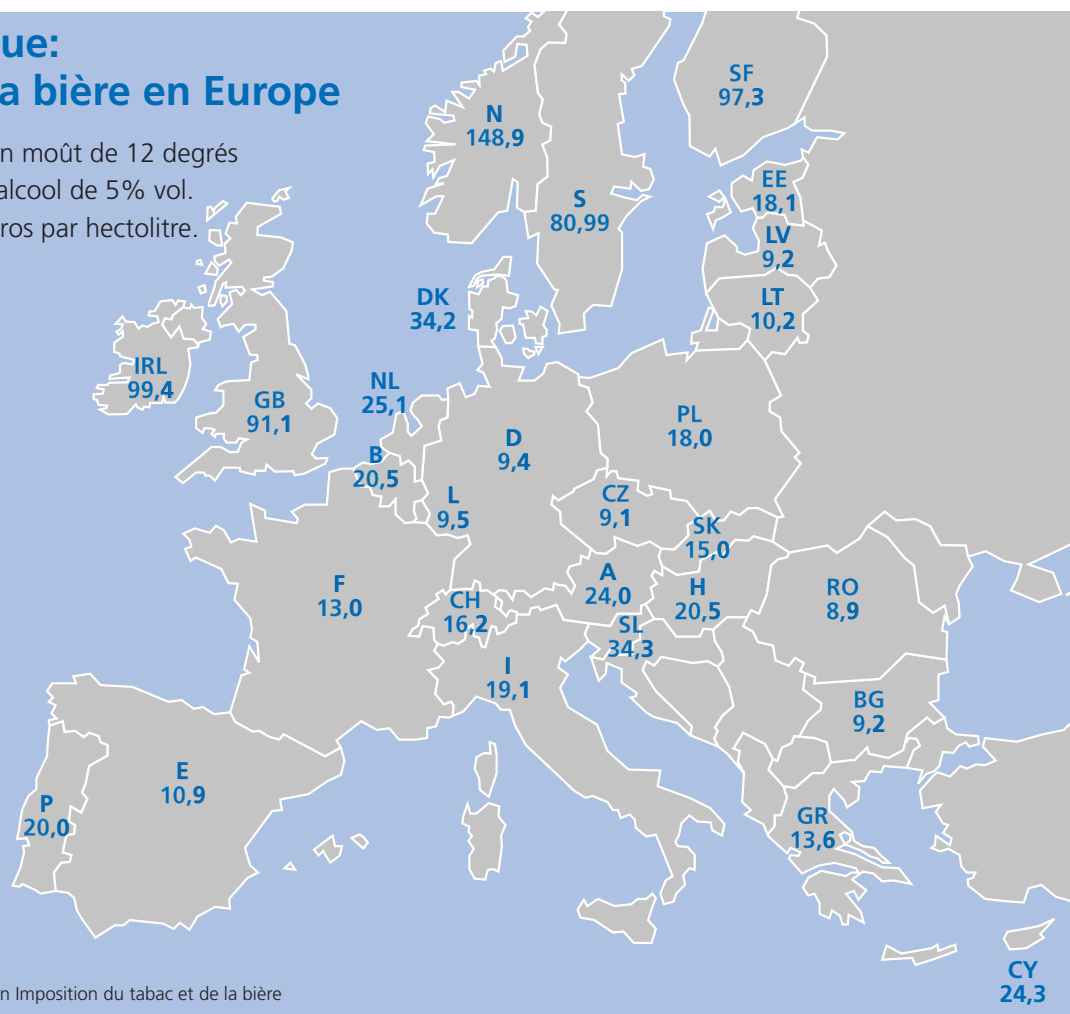 ue:
a bière en Europe
n moût de 12 degrés
alcool de 5% vol.
ros par hectolitre.
SF
97,3
N
148,9
EE
18,1
S
80,99
LV
9,2
DK
34,2
LT
10,2
IRL
99,4
NL
25,1
GB
91,1
PL
18,0
D
9,4
B
20,5
L
9,5
CZ
9,1
SK
15,0
A
24,0
F
13,0
H
20,5
RO
8,9
CH
16,2
SL
34,3
I
19,1
BG
9,2
E
10,9
P
20,0
GR
13,6
CY
24,3
n Imposition du tabac et de la bière